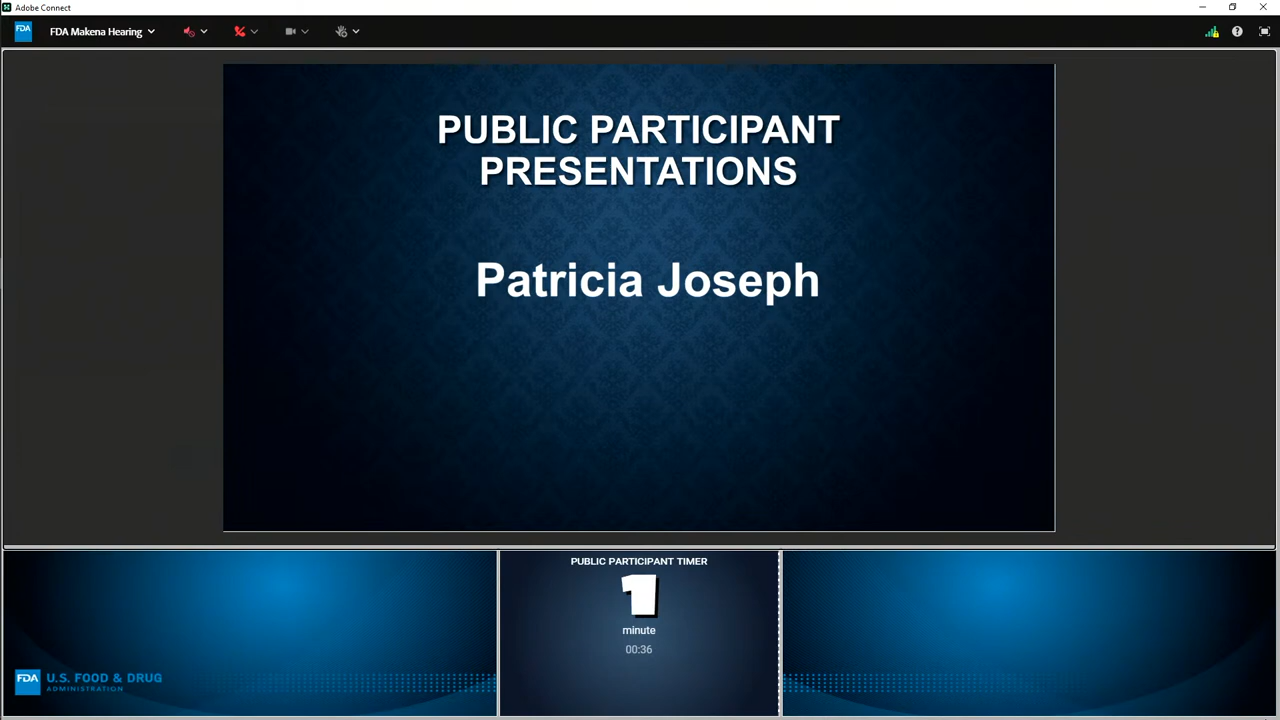 Adobe Connect
FDA
FDA Makena Hearing
PUBLIC PARTICIPANT
PRESENTATIONS
Patricia Joseph
PUBLIC PARTICIPANT TIMER
1
minute
00:36
FDA
U.S. FOOD & DRUG
ADMINISTRATION